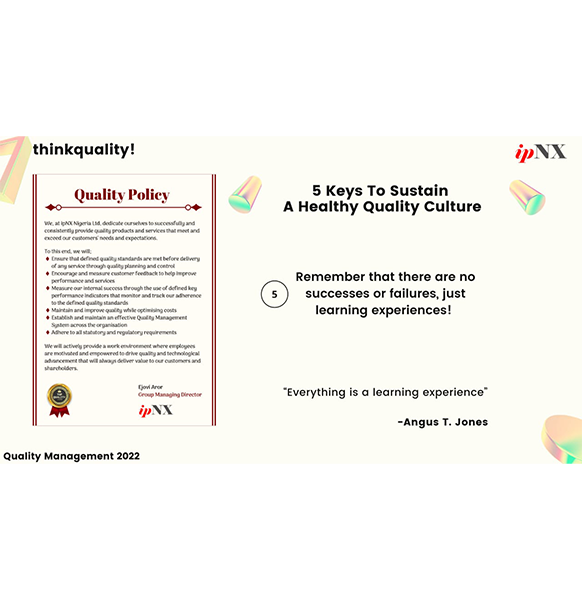 thinkquality!
ipNX
Quality Policy
We, at ipNX Nigeria Ltd, dedicate ourselves to successfully and
consistently provide quality products and services that meet and
exceed our customers' needs and expectations.
To this end, we will;
Ensure that defined quality standards are met before delivery
of any service through quality planning and control
Encourage and measure customer feedback to help improve
performance and services
Measure our internal success through the use of defined key
performance indicators that monitor and track our adherence
to the defined quality standards
Maintain and improve quality while optimising costs
Establish and maintain an effective Quality Management
System across the organisation
Adhere to all statutory and regulatory requirements
We will actively provide a work environment where employees
are motivated and empowered to drive quality and technological
advancement that will always deliver value to our customers and
shareholders.
Ejovi Aror
Group Managing Director
ipNX
5 Keys To Sustain
A Healthy Quality Culture
5
Remember that there are no
successes or failures, just
learning experiences!
"Everything is a learning experience"
-Angus T. Jones
Quality Management 2022